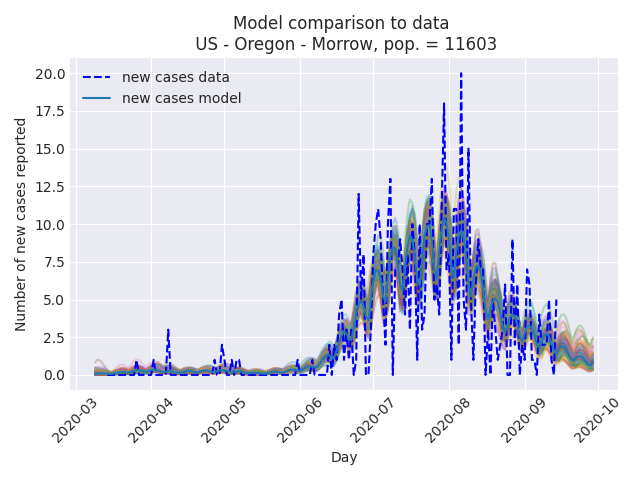 Model comparison to data
US - Oregon - Morrow, pop. = 11603
new cases data
new cases model
20.0
17.5
15.0
12.5
10.0
7.5
5.0
2.5
0.0
Number of new cases reported
2020-03
2020-04
2020-05
2020-06
2020-07
2020-08
2020-09
2020-10
Day